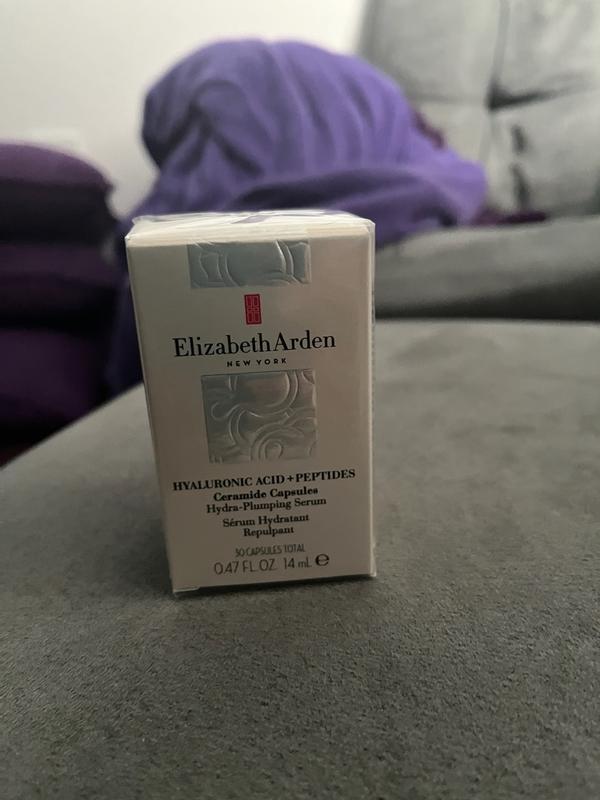 Elizabeth Arden
NEW YORK
HYALURONIC ACID + PEPTIDES
Ceramide Capsules
Hydra-Plumping Serum
Sérum Hydratant
Repulpant
30 CAPSULES TOTAL
0.47 FL. OZ. 14 mL ℮